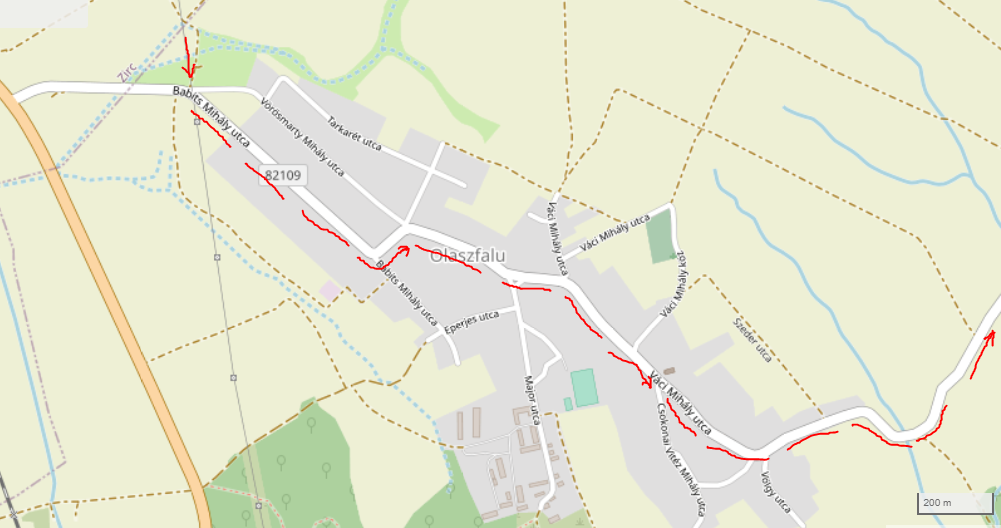 Zirc
Babits Mihály utca
Vörösmarty Mihály utca
Tarkarét utca
82109
Váci Mihály utca
Váci Mihály utca
Olaszfalu
Váci Mihály köz
Babits Mihály utca
Eperjes utca
Szeder utca
Major utca
Váci Mihály utca
Csokonai Vitéz Mihály utca
Völgy utca
200 m